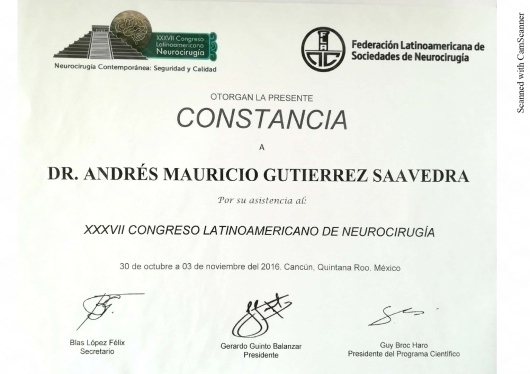 XXXVII Congreso
Latinoamericano
Neurocirugía
Neurocirugía Contemporánea: Seguridad y Calidad
Federación Latinoamericana de
Sociedades de Neurocirugía
OTORGAN LA PRESENTE
CONSTANCIA
A
DR. ANDRÉS MAURICIO GUTIERREZ SAAVEDRA
Por su asistencia al:
XXXVII CONGRESO LATINOAMERICANO DE NEUROCIRUGÍA
30 de octubre a 03 de noviembre del 2016. Cancún, Quintana Roo. México
Blas López Félix
Secretario
Gerardo Guinto Balanzar
Presidente
Guy Broc Haro
Presidente del Programa Científico
Scanned with CamScanner